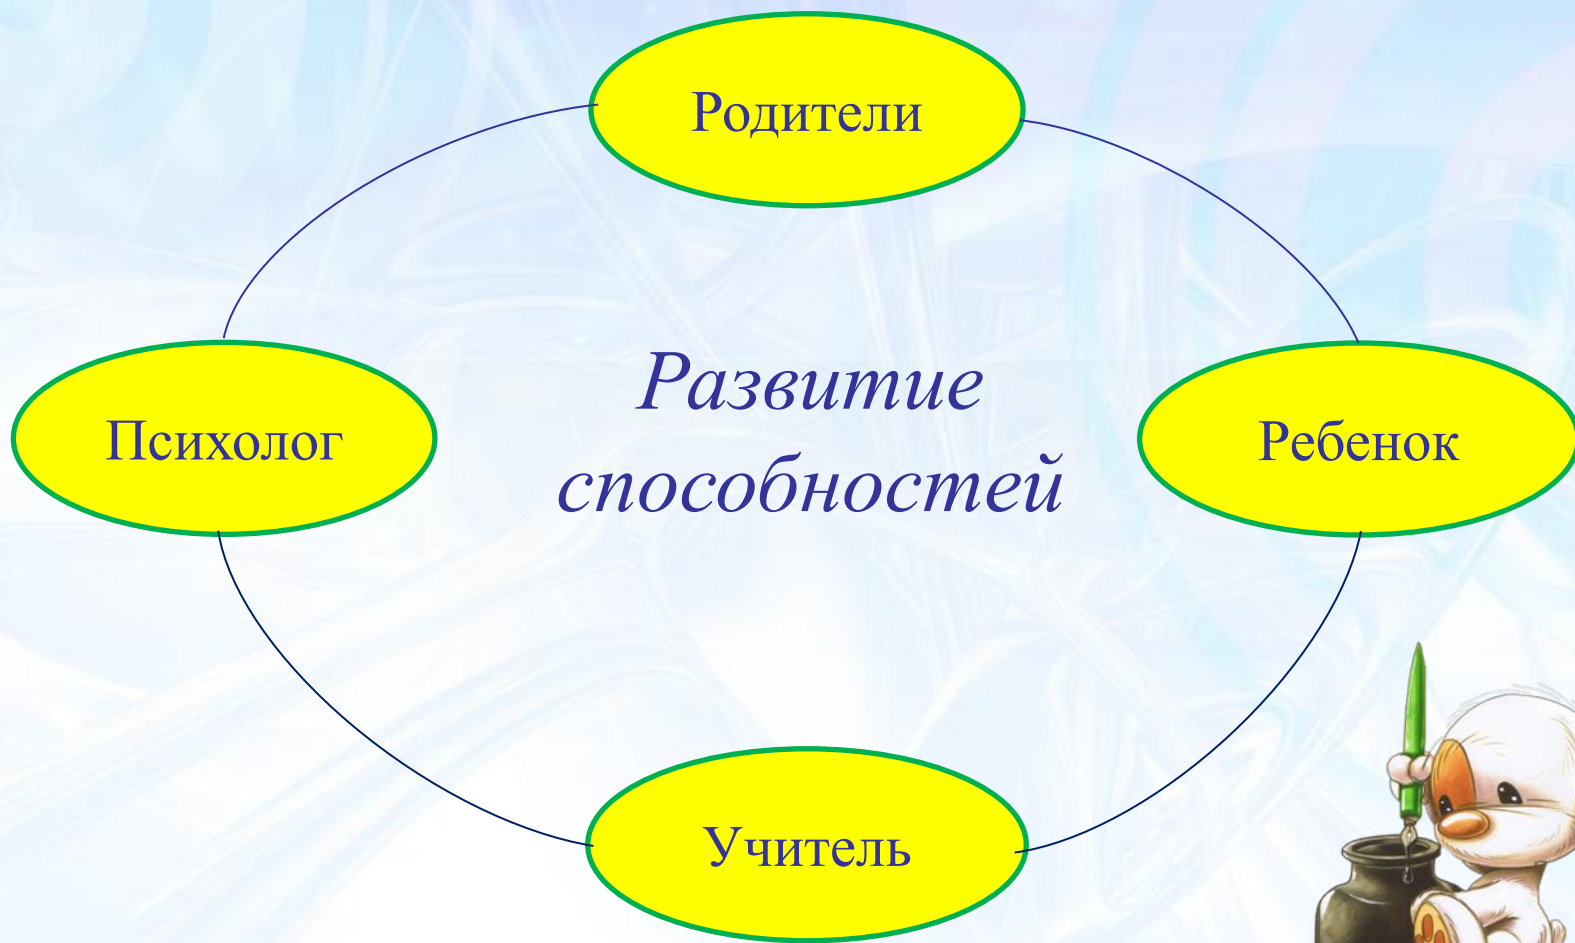 Родители
Развитие
способностей
Психолог
Ребенок
Учитель